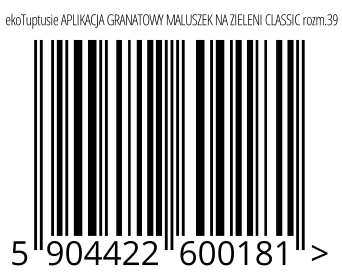 ekoTuptusie APLIKACJA GRANATOWY MALUSZEK NA ZIELENI CLASSIC rozm.39
5 904422 600181 >